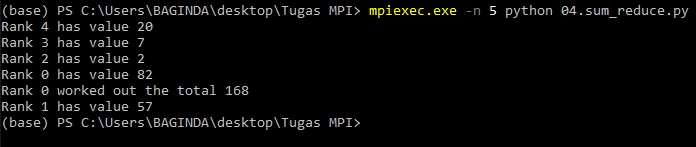 (base) PS C:\Users\BAGINDA\desktop\Tugas MPI> mpiexec.exe -n 5 python 04.sum_reduce.py
Rank 4 has value 20
Rank 3 has value 7
Rank 2 has value 2
Rank 0 has value 82
Rank 0 worked out the total 168
Rank 1 has value 57
(base) PS C:\Users\BAGINDA\desktop\Tugas MPI>